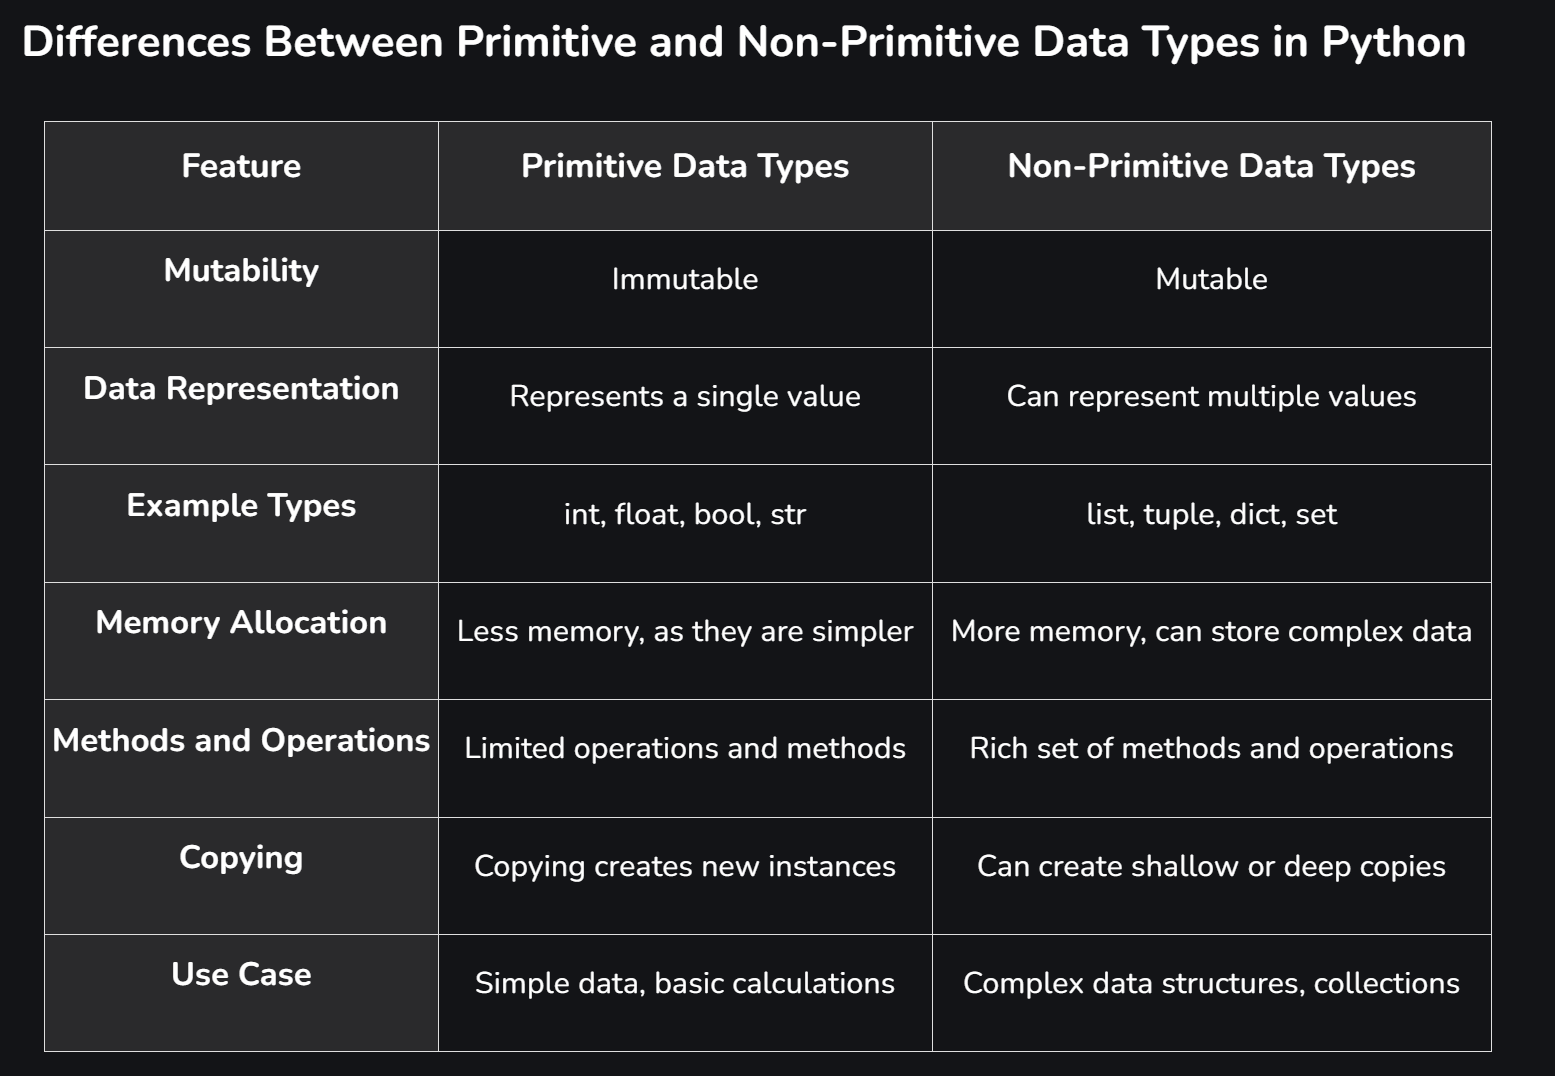 Differences Between Primitive and Non-Primitive Data Types in Python
Feature Primitive Data Types Non-Primitive Data Types
Mutability Immutable Mutable
Data Representation Represents a single value Can represent multiple values
Example Types int, float, bool, str list, tuple, dict, set
Memory Allocation Less memory, as they are simpler More memory, can store complex data
Methods and Operations Limited operations and methods Rich set of methods and operations
Copying Copying creates new instances Can create shallow or deep copies
Use Case Simple data, basic calculations Complex data structures, collections